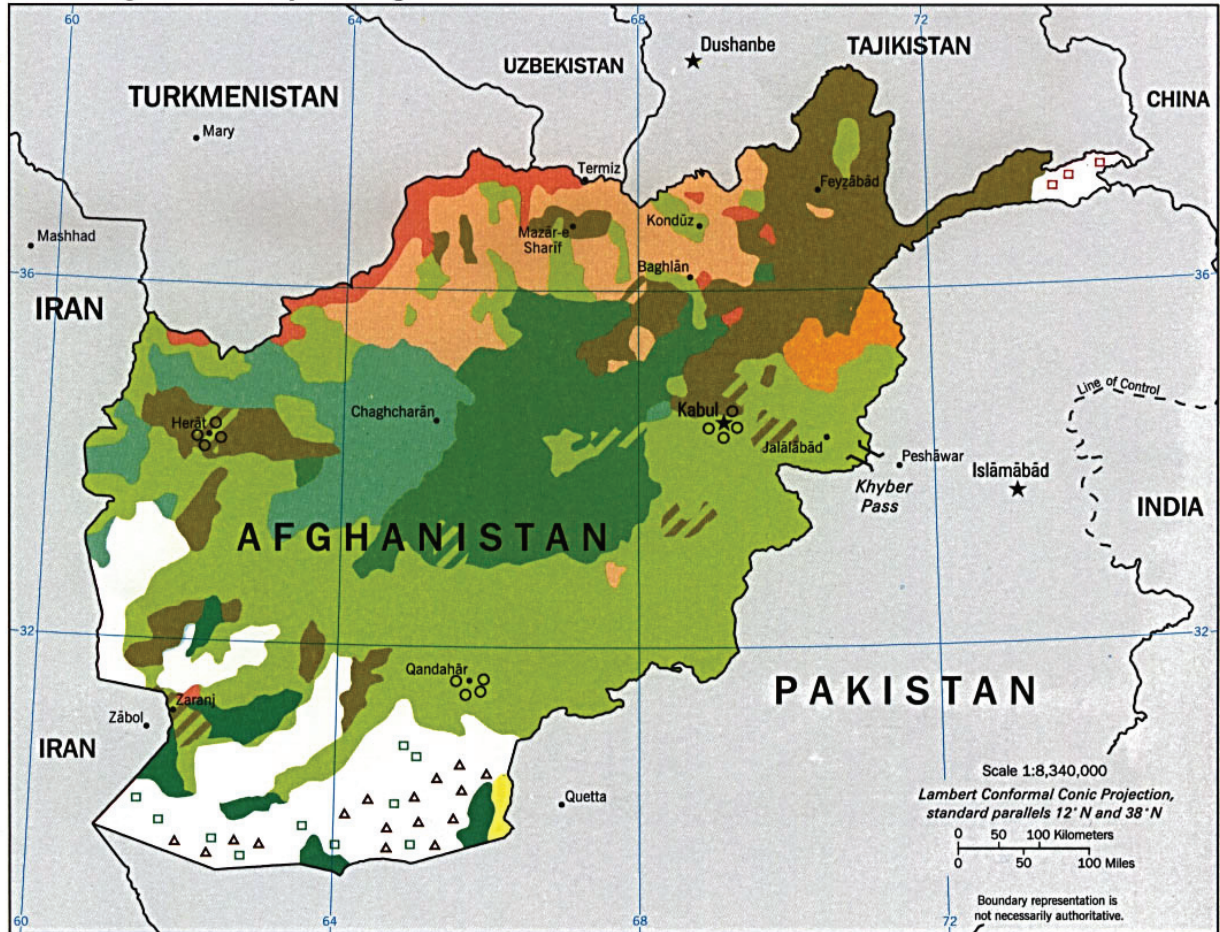 60
64
68
72
Dushanbe
TAJIKISTAN
UZBEKISTAN
TURKMENISTAN
CHINA
Mary
Termiz
Feyẕābād
Mashhad
Kondūz
Mazār-e
Sharīf
Baghlān
36
36
IRAN
Line of Control
Chaghcharān
Herāt
Kabul
Jalālābād
Peshāwar
Islāmābād
Khyber
Pass
INDIA
AFGHANISTAN
32
32
Qandahār
PAKISTAN
Zaranj
Zābol
IRAN
Quetta
Scale 1:8,340,000
Lambert Conformal Conic Projection,
standard parallels 12°N and 38°N
0 50 100 Kilometers
0 50 100 Miles
Boundary representation is
not necessarily authoritative.
60
64
68
72